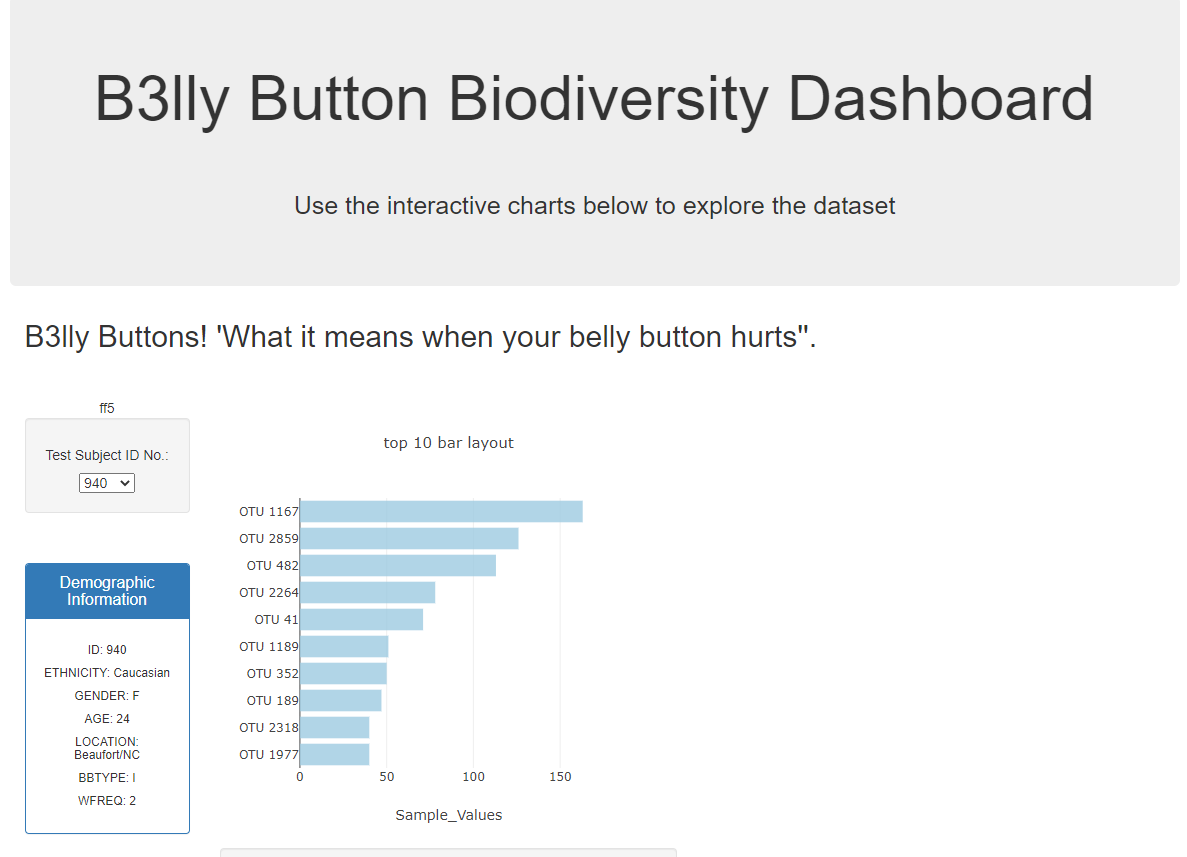 B3lly Button Biodiversity Dashboard
Use the interactive charts below to explore the dataset
B3lly Buttons! 'What it means when your belly button hurts".
ff5
Test Subject ID No.:
940
Demographic
Information
ID: 940
ETHNICITY: Caucasian
GENDER: F
AGE: 24
LOCATION:
Beaufort/NC
BBTYPE: I
WFREQ: 2
top 10 bar layout
OTU 1167
OTU 2859
OTU 482
OTU 2264
OTU 41
OTU 1189
OTU 352
OTU 189
OTU 2318
OTU 1977
0 50 100 150
Sample_Values